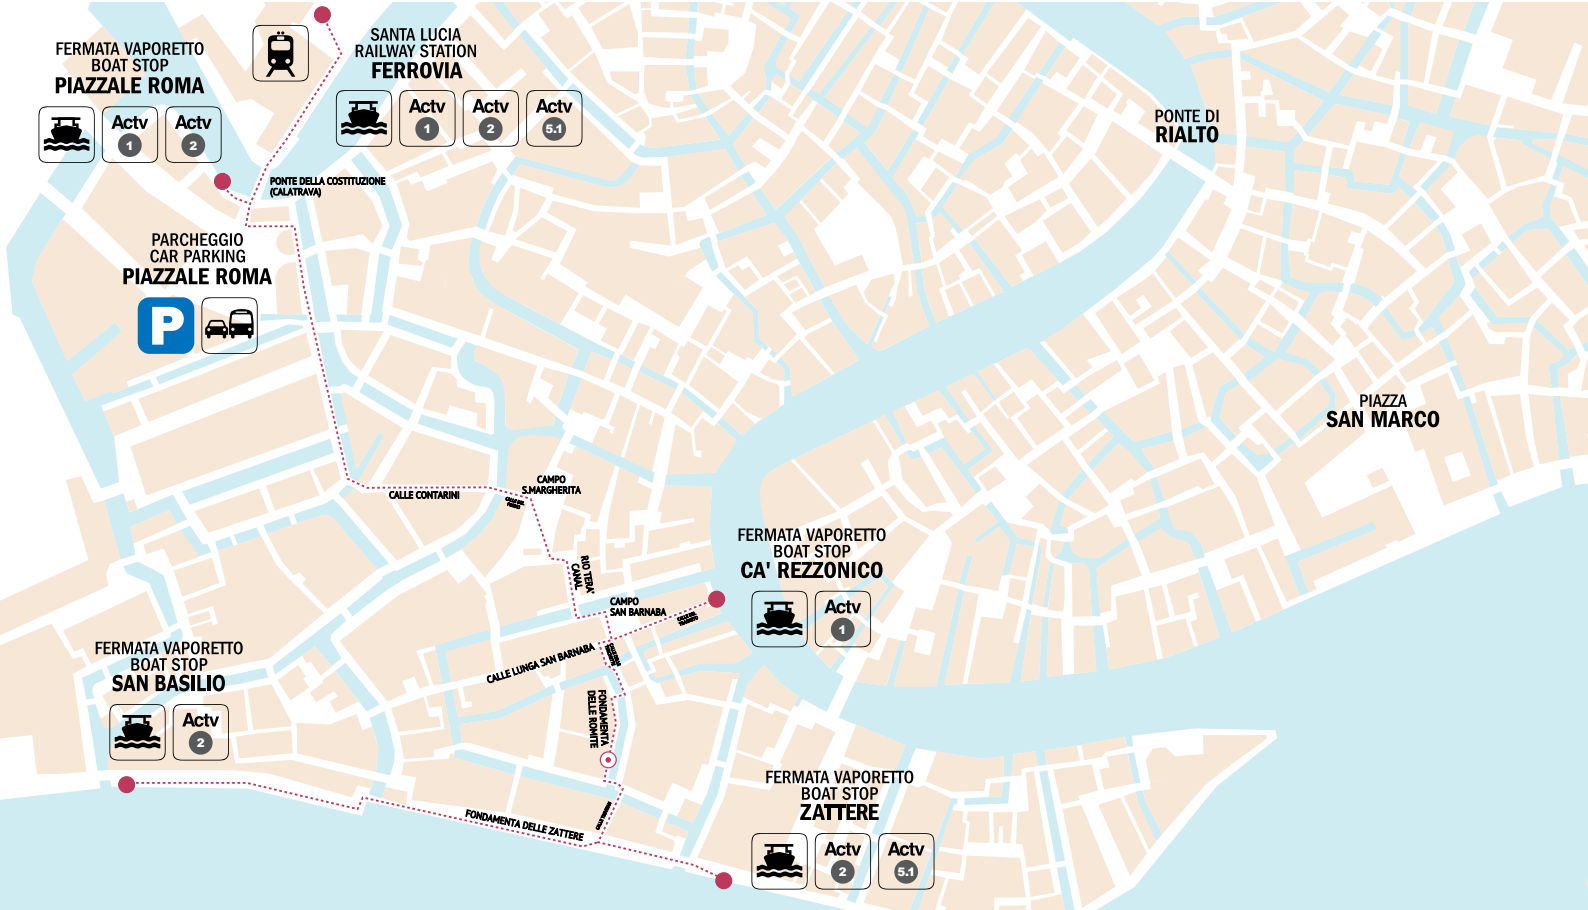 FERMATA VAPORETTO
BOAT STOP
PIAZZALE ROMA
Actv
1
Actv
2
SANTA LUCIA
RAILWAY STATION
FERROVIA
Actv
1
Actv
2
Actv
5.1
PONTE DI
RIALTO
PONTE DELLA COSTITUZIONE
(CALATRAVA)
PARCHEGGIO
CAR PARKING
PIAZZALE ROMA
P
PIAZZA
SAN MARCO
CAMPO
S.MARGHERITA
CALLE CONTARINI
RIO TERA'
CANAL
FERMATA VAPORETTO
BOAT STOP
CA' REZZONICO
Actv
1
CAMPO
SAN BARNABA
CALLE LUNGA SAN BARNABA
FERMATA VAPORETTO
BOAT STOP
SAN BASILIO
Actv
2
FONDAMENTA
DELLE ROMITE
FERMATA VAPORETTO
BOAT STOP
ZATTERE
Actv
2
Actv
5.1
FONDAMENTA DELLE ZATTERE